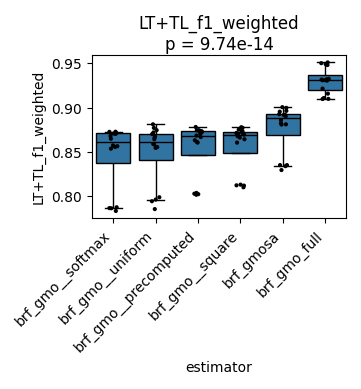 LT+TL_f1_weighted
p = 9.74e-14
LT+TL_f1_weighted
0.95
0.90
0.85
0.80
brf_gmo__softmax
brf_gmo__uniform
brf_gmo__precomputed
brf_gmo__square
brf_gmosa
brf_gmo_full
estimator